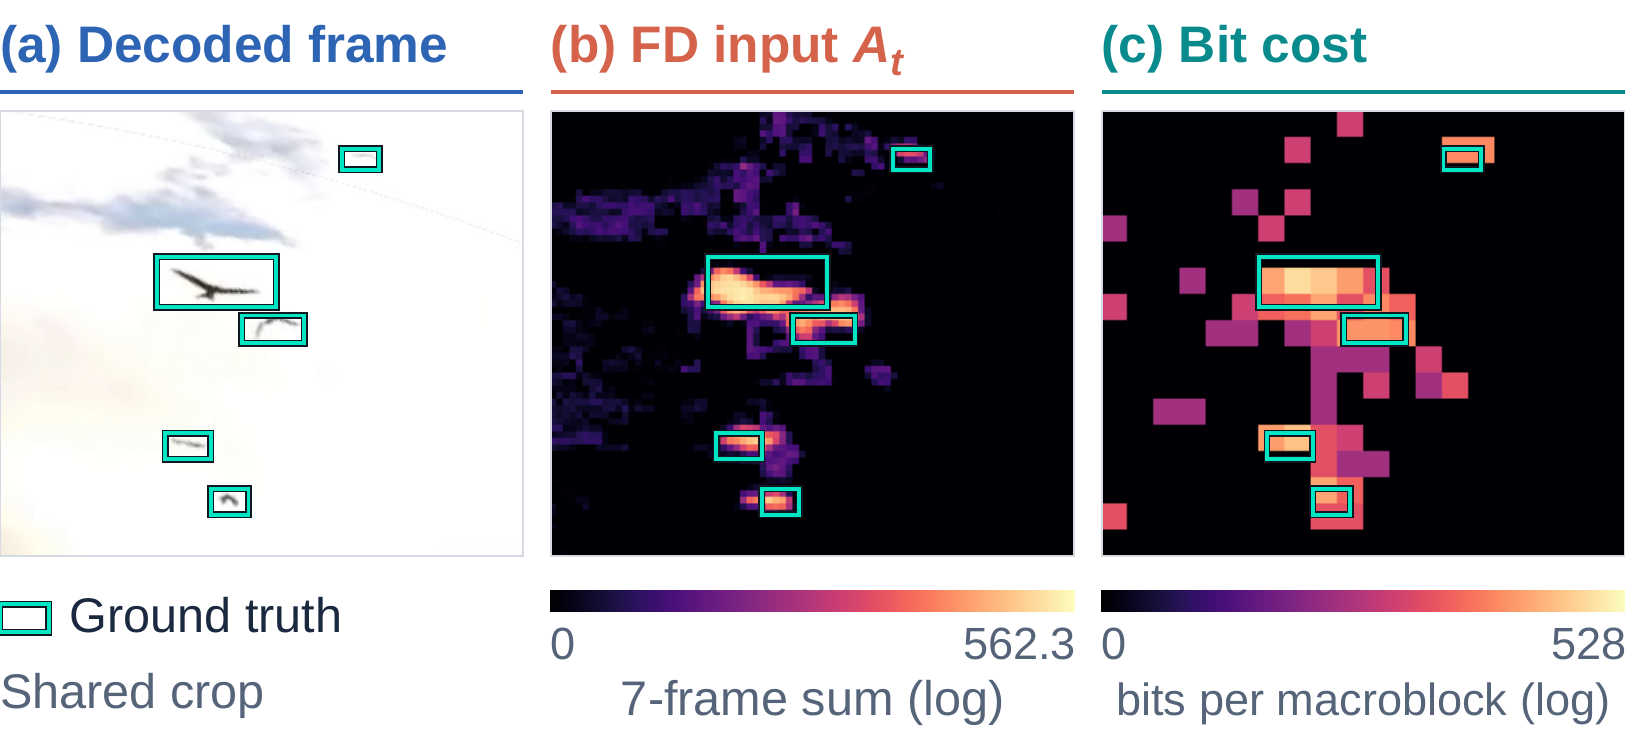 (a) Decoded frame
(b) FD input A_t
(c) Bit cost
Ground truth
Shared crop
0 562.3
7-frame sum (log)
0 528
bits per macroblock (log)